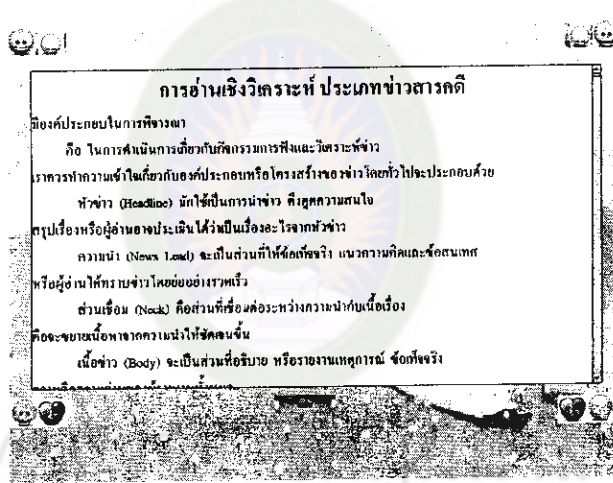 การอ่านเชิงวิเคราะห์ ประเภทข่าวสารคดี
มีองค์ประกอบในการพิจารณา
คือ ในการดำเนินการเกี่ยวกับกิจกรรมการฟังและวิเคราะห์ข่าว
เราควรทำความเข้าใจเกี่ยวกับองค์ประกอบหรือโครงสร้างของข่าวโดยทั่วไปจะประกอบด้วย
หัวข่าว (Headline) มักใช้เป็นการนำข่าว ดึงดูดความสนใจ
สรุปเรื่องหรือผู้อ่านอาจประเมินได้ว่าเป็นเรื่องอะไรจากหัวข่าว
ความนำ (News Lead) จะเป็นส่วนที่ให้ข้อเท็จจริง แนวความคิดและข้อสนเทศ
หรือผู้อ่านได้ทราบข่าวโดยย่ออย่างรวดเร็ว
ส่วนเชื่อม (Neck) คือส่วนที่เชื่อมต่อระหว่างความนำกับเนื้อเรื่อง
คือจะขยายเนื้อหาจากความนำให้ชัดเจนขึ้น
เนื้อข่าว (Body) จะเป็นส่วนที่อธิบาย หรือรายงานเหตุการณ์ ข้อเท็จจริง